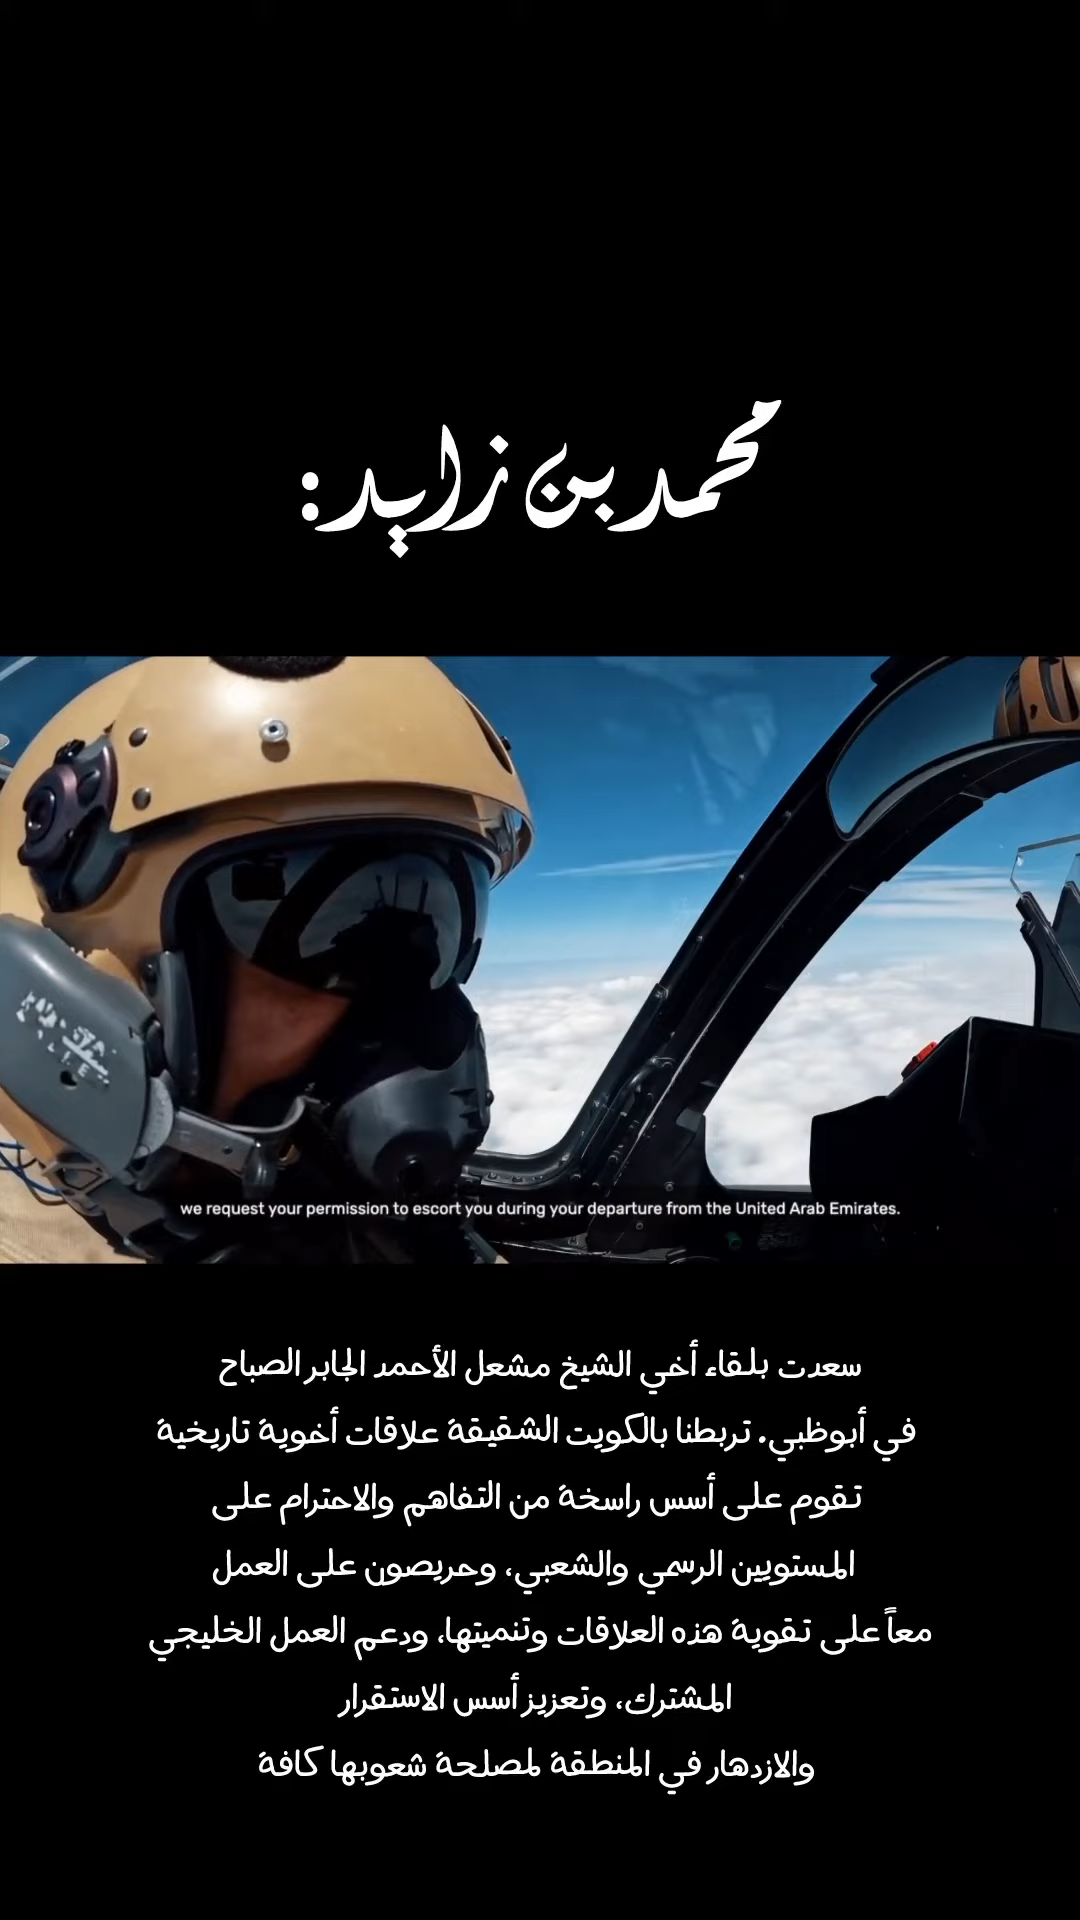 محمد بن زايد :
we request your permission to escort you during your departure from the United Arab Emirates.
سعدت بلقاء أخي الشيخ مشعل الأحمد الجابر الصباح
في أبوظبي. تربطنا بالكويت الشقيقة علاقات أخوية تاريخية
تقوم على أسس راسخة من التفاهم والاحترام على
المستويين الرسمي والشعبي، وحريصون على العمل
معاً على تقوية هذه العلاقات وتنميتها، ودعم العمل الخليجي
المشترك، وتعزيز أسس الاستقرار
والازدهار في المنطقة لمصلحة شعوبها كافة